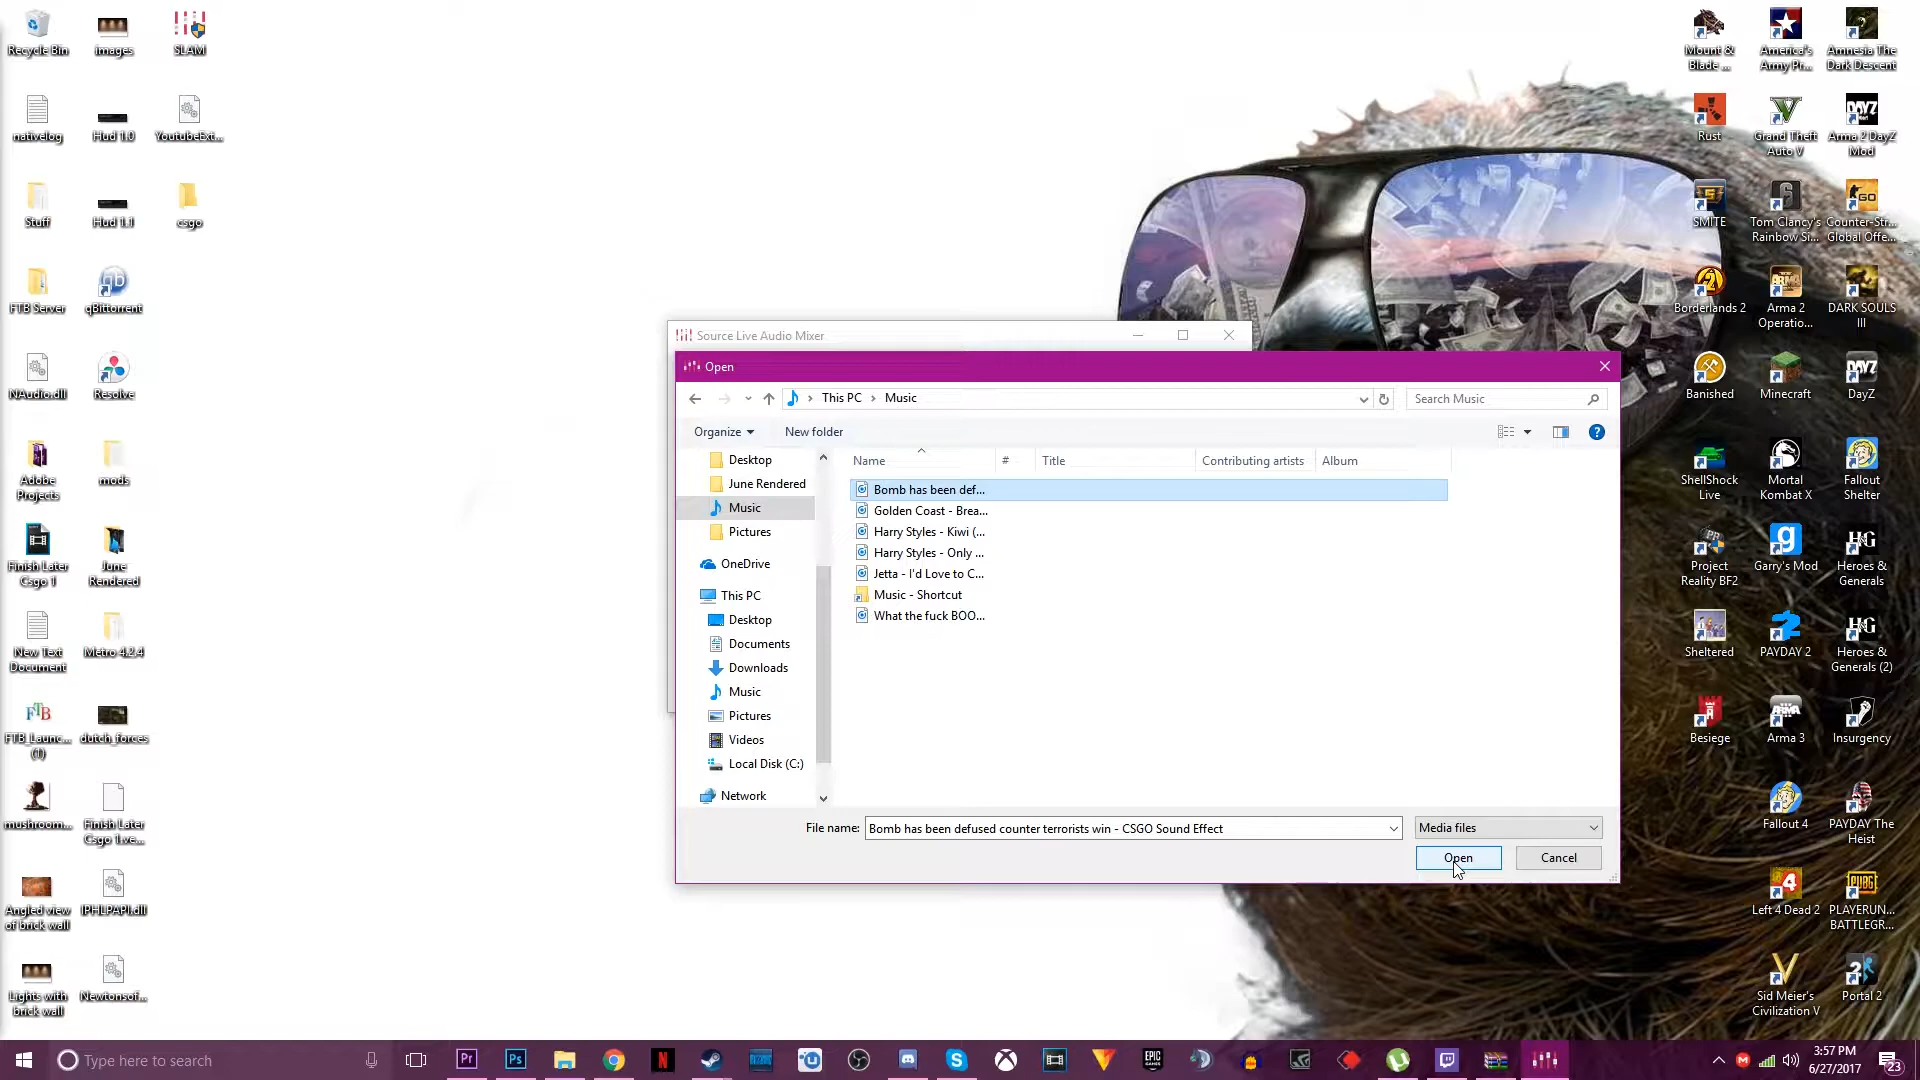 Recycle Bin
images
SLAM
nativelog
Hud 1.0
YoutubeExt...
Stuff
Hud 1.1
csgo
FTB Server
qBittorrent
NAudio.dll
Resolve
Adobe
Projects
mods
Finish Later
Csgo 1
June
Rendered
New Text
Document
Metro 4.2.4
FTB_Launc...
(1)
dutch_forces
mushroom...
Finish Later
Csgo 1.ve...
Angled view
of brick wall
IPHLPAPI.dll
Lights with
brick wall
Newtonsof...
Source Live Audio Mixer
Open
This PC > Music
Search Music
Organize
New folder
Desktop
June Rendered
Music
Pictures
OneDrive
This PC
Desktop
Documents
Downloads
Music
Pictures
Videos
Local Disk (C:)
Network
Name
#
Title
Contributing artists
Album
Bomb has been def...
Golden Coast - Brea...
Harry Styles - Kiwi (...
Harry Styles - Only ...
Jetta - I'd Love to C...
Music - Shortcut
What the fuck BOO...
File name:
Bomb has been defused counter terrorists win - CSGO Sound Effect
Media files
Open
Cancel
Mount &
Blade ...
America's
Army Pr...
Amnesia The
Dark Descent
Rust
Grand Theft
Auto V
Arma 2 DayZ
Mod
SMITE
Tom Clancy's
Rainbow Si...
Counter-Str...
Global Offe...
Borderlands 2
Arma 2
Operatio...
DARK SOULS
III
Banished
Minecraft
DayZ
ShellShock
Live
Mortal
Kombat X
Fallout
Shelter
Project
Reality BF2
Garry's Mod
Heroes &
Generals
Sheltered
PAYDAY 2
Heroes &
Generals (2)
Besiege
Arma 3
Insurgency
Fallout 4
PAYDAY The
Heist
Left 4 Dead 2
PLAYERUN...
BATTLEGR...
Sid Meier's
Civilization V
Portal 2
Type here to search
3:57 PM
6/27/2017
23